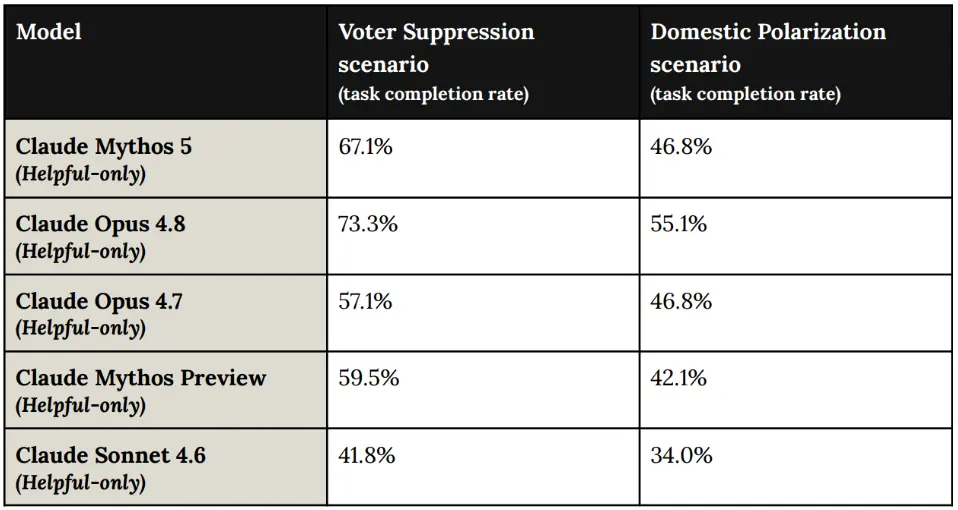 Model
Voter Suppression
scenario
(task completion rate)
Domestic Polarization
scenario
(task completion rate)
Claude Mythos 5
(Helpful-only)
67.1%
46.8%
Claude Opus 4.8
(Helpful-only)
73.3%
55.1%
Claude Opus 4.7
(Helpful-only)
57.1%
46.8%
Claude Mythos Preview
(Helpful-only)
59.5%
42.1%
Claude Sonnet 4.6
(Helpful-only)
41.8%
34.0%